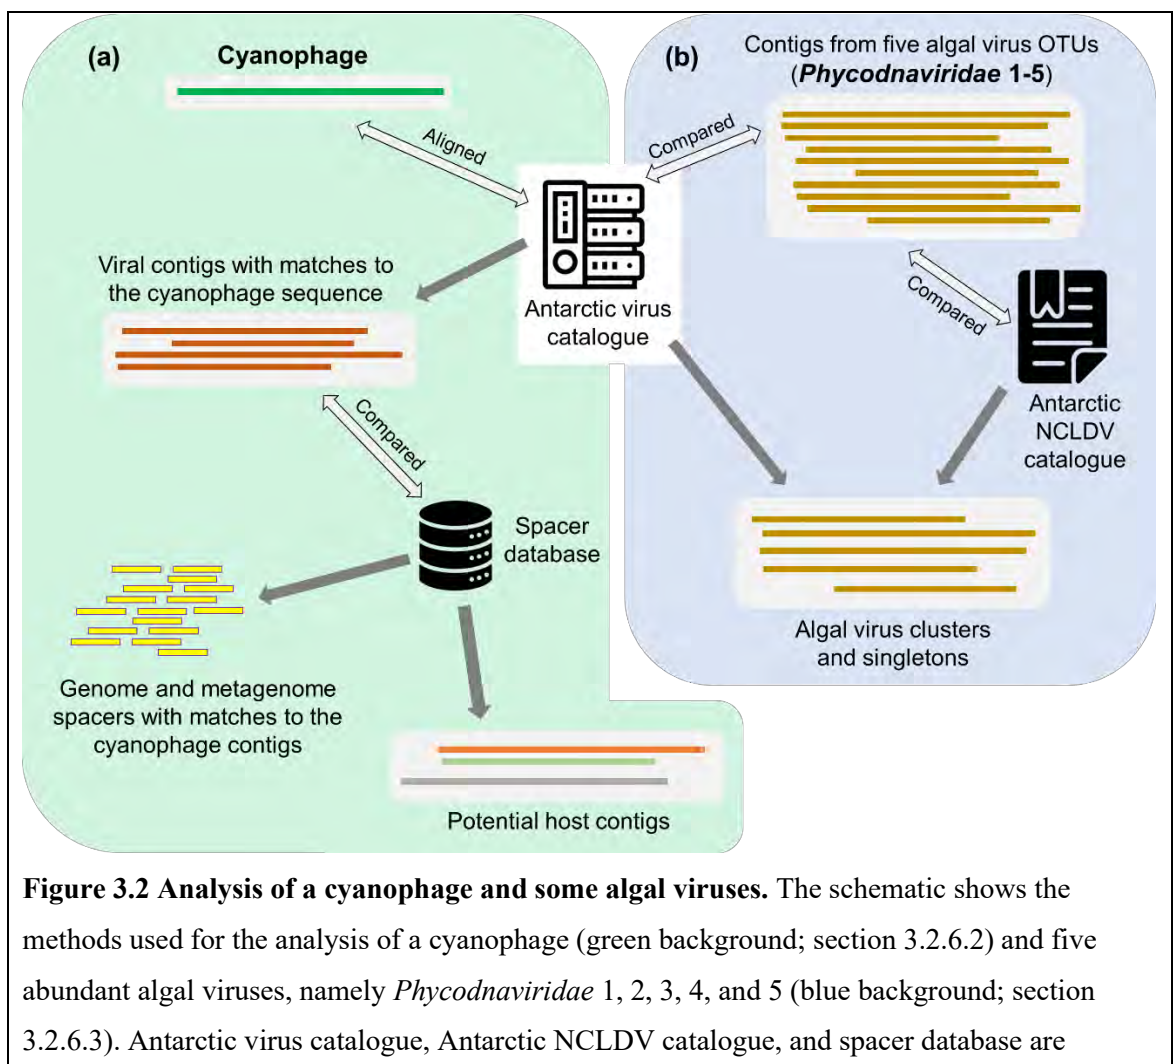 (a)
Cyanophage
Aligned
Viral contigs with matches to
the cyanophage sequence
Compared
Spacer
database
Genome and metagenome
spacers with matches to the
cyanophage contigs
Potential host contigs
Antarctic virus
catalogue
(b)
Contigs from five algal virus OTUs
(Phycodnaviridae 1-5)
Compared
Compared
Antarctic
NCLDV
catalogue
Algal virus clusters
and singletons
Figure 3.2 Analysis of a cyanophage and some algal viruses. The schematic shows the
methods used for the analysis of a cyanophage (green background; section 3.2.6.2) and five
abundant algal viruses, namely Phycodnaviridae 1, 2, 3, 4, and 5 (blue background; section
3.2.6.3). Antarctic virus catalogue, Antarctic NCLDV catalogue, and spacer database are